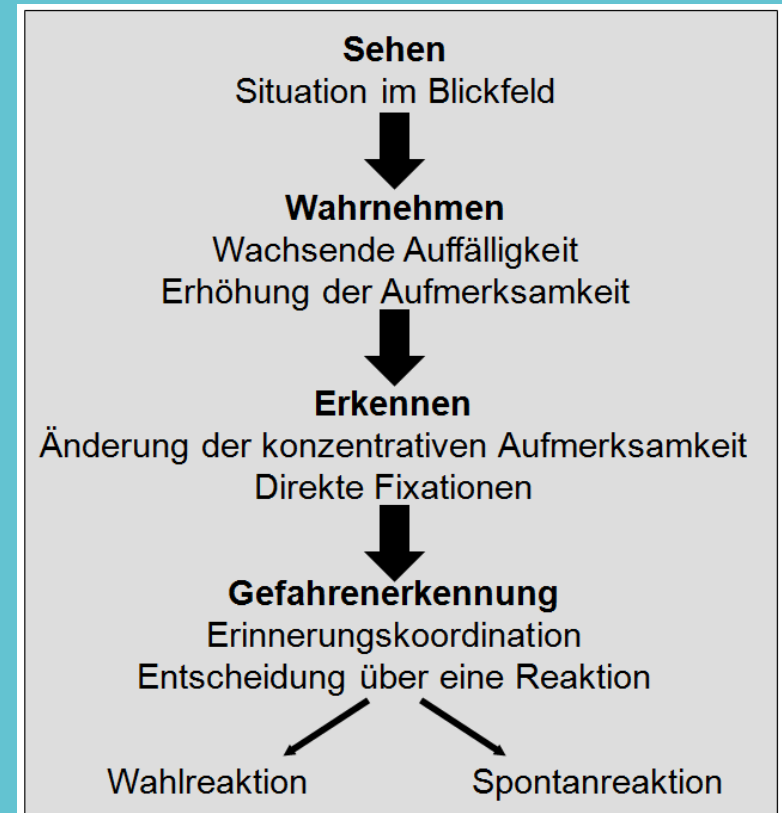 Sehen
Situation im Blickfeld
Wahrnehmen
Wachsende Auffälligkeit
Erhöhung der Aufmerksamkeit
Erkennen
Änderung der konzentrativen Aufmerksamkeit
Direkte Fixationen
Gefahrenerkennung
Erinnerungskoordination
Entscheidung über eine Reaktion
Wahlreaktion Spontanreaktion